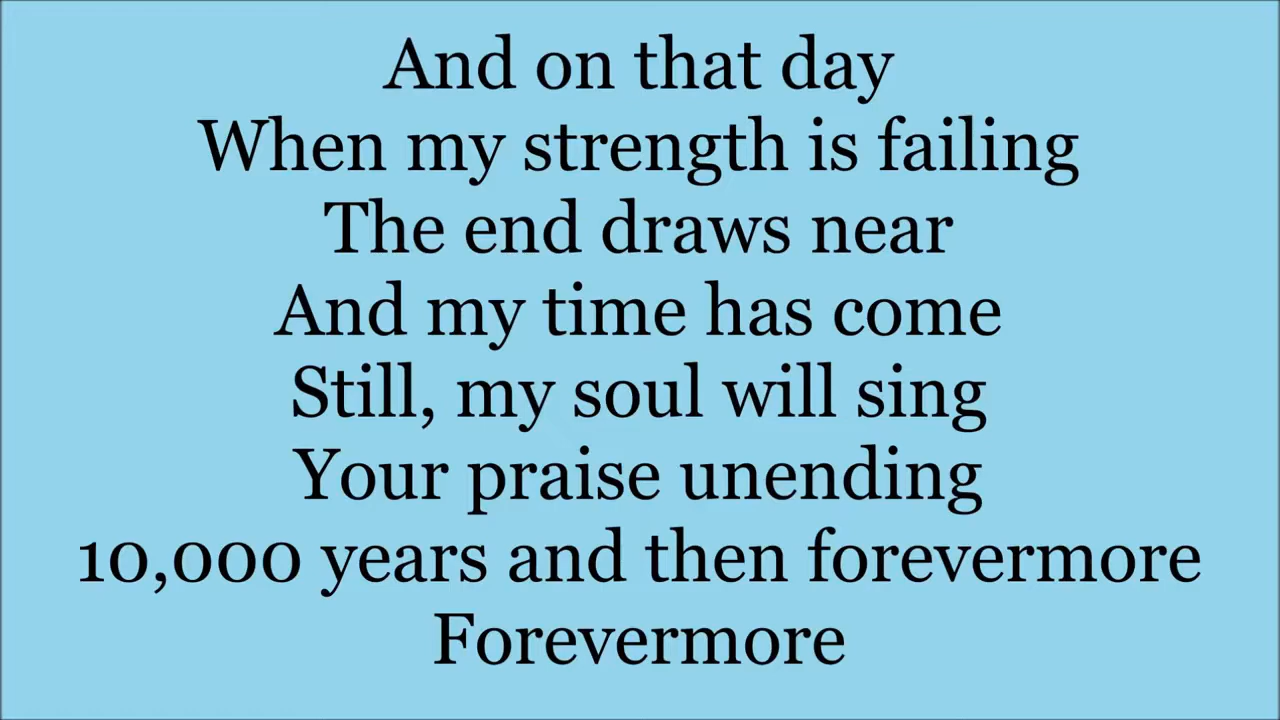 And on that day
When my strength is failing
The end draws near
And my time has come
Still, my soul will sing
Your praise unending
10,000 years and then forevermore
Forevermore